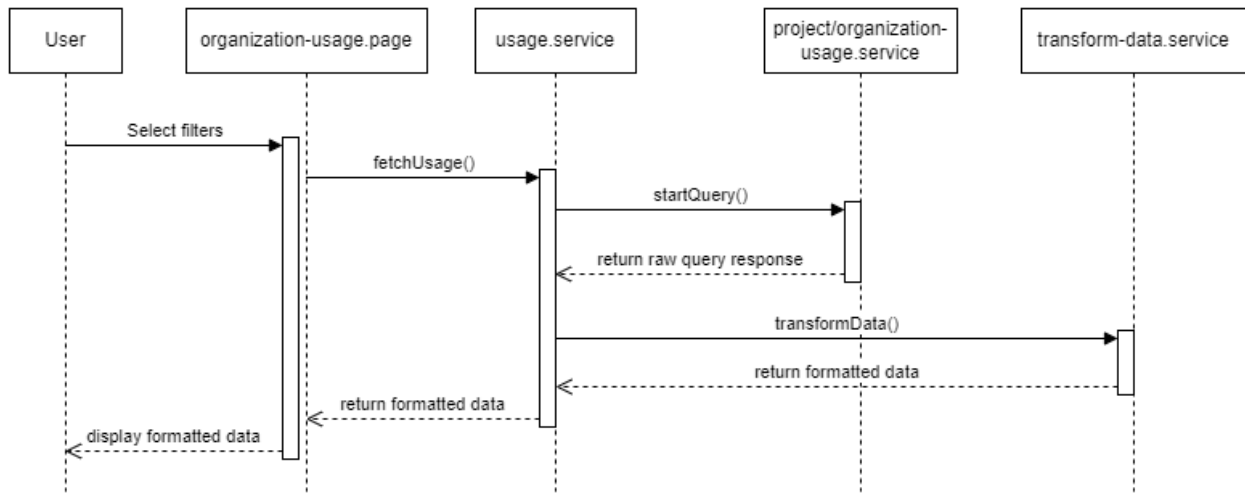 User
organization-usage.page
usage.service
project/organization-
usage.service
transform-data.service
Select filters
fetchUsage()
startQuery()
return raw query response
transformData()
return formatted data
return formatted data
display formatted data